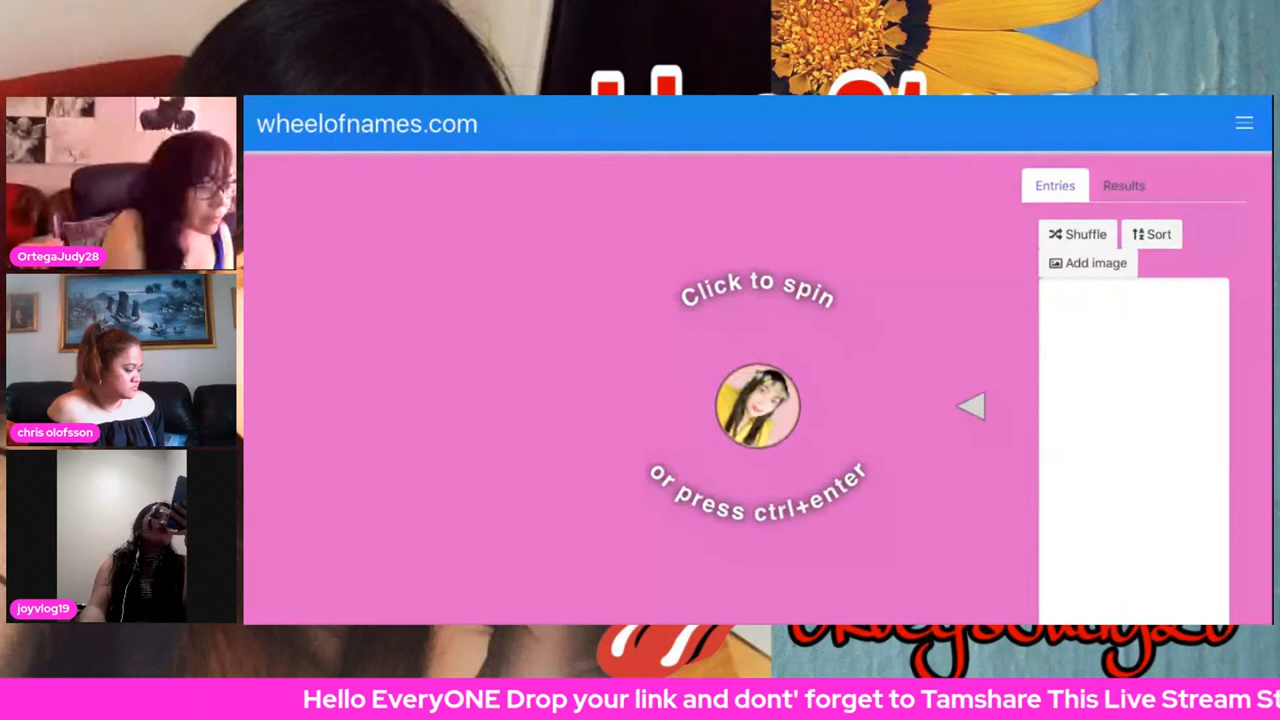 wheelofnames.com
OrtegaJudy28
chris olofsson
joyvlog19
Click to spin
or press ctrl+enter
Entries
Results
Shuffle
Sort
Add image
Hello EveryONE Drop your link and dont' forget to Tamshare This Live Stream